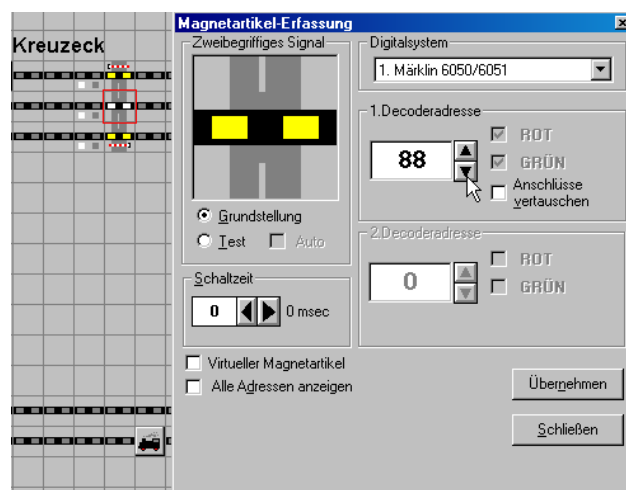 Kreuzeck
Magnetartikel-Erfassung
Zweibegriffiges Signal
Grundstellung
Test Auto
Schaltzeit
0 0 msec
Virtueller Magnetartikel
Alle Adressen anzeigen
Digitalsystem
1. Märklin 6050/6051
1.Decoderadresse
88
ROT
GRÜN
Anschlüsse
vertauschen
2.Decoderadresse
0
ROT
GRÜN
Übernehmen
Schließen